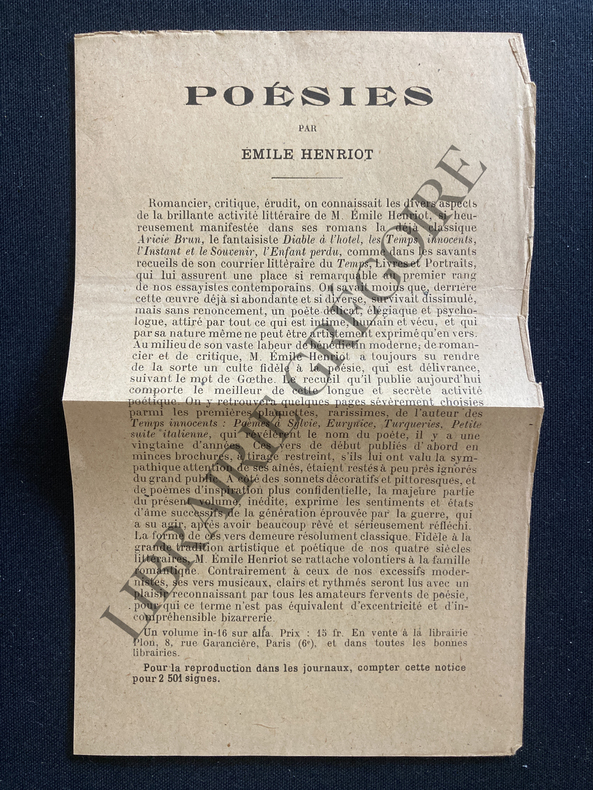 POÉSIES
PAR
ÉMILE HENRIOT
Romancier, critique, érudit, on connaissait les divers aspects
de la brillante activité littéraire de M. Émile Henriot, si heu-
reusement manifestée dans ses romans la déjà classique
Aricie Brun, le fantaisiste Diable à l'hotel, les Temps innocents,
l'Instant et le Souvenir, l'Enfant perdu, comme dans les savants
recueils de son courrier littéraire du Temps, Livres et Portraits,
qui lui assurent une place si remarquable au premier rang
de nos essayistes contemporains. On savait moins que, derrière
cette œuvre déjà si abondante et si diverse, survivait dissimulé,
mais sans renoncement, un poète discret, élégiaque et psycho-
logue, attiré par tout ce qui est intime, humain et vécu, et qui
par sa nature même ne peut être artistement exprimé qu'en vers.
Au milieu de son vaste labeur de bénédictin moderne, de roman-
cier et de critique, M. Émile Henriot a toujours su rendre
de la sorte un culte fidèle à la poésie, qui est délivrance,
suivant le mot de Gœthe. Le recueil qu'il publie aujourd'hui
comporte le meilleur de cette longue et secrète activité
poétique. On y retrouvera quelques pages sévèrement choisies
parmi les premières plaquettes, rarissimes, de l'auteur des
Temps innocents : Poèmes à Sylvie, Eurydice, Turqueries, Petite
suite italienne, qui révélèrent le nom du poète, il y a une
vingtaine d'années. Ces vers de début publiés d'abord en
minces brochures, à tirage restreint, s'ils lui ont valu la sym-
pathique attention de ses aînés, étaient restés à peu près ignorés
du grand public. A côté des sonnets décoratifs et pittoresques, et
de poèmes d'inspiration plus confidentielle, la majeure partie
du présent volume, inédite, exprime les sentiments et états
d'âme successifs de la génération éprouvée par la guerre, qui
a su agir, après avoir beaucoup rêvé et sérieusement réfléchi.
La forme de ces vers demeure résolument classique. Fidèle à la
grande tradition artistique et poétique de nos quatre siècles
littéraires, M. Émile Henriot se rattache volontiers à la famille
romantique. Contrairement à ceux de nos excessifs moder-
nistes, ses vers musicaux, clairs et rythmés seront lus avec un
plaisir reconnaissant par tous les amateurs fervents de poésie,
pour qui ce terme n'est pas équivalent d'excentricité et d'in-
compréhensible bizarrerie.
Un volume in-16 sur alfa. Prix : 15 fr. En vente à la librairie
Plon, 8, rue Garancière, Paris (6e), et dans toutes les bonnes
librairies.
Pour la reproduction dans les journaux, compter cette notice
pour 2 501 signes.
LIBRAIRIE GRÉGOIRE